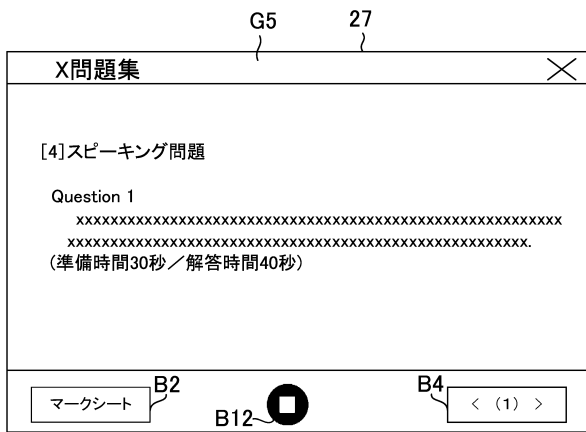 G5 27
X問題集
[4]スピーキング問題
Question 1
xxxxxxxxxxxxxxxxxxxxxxxxxxxxxxxxxxxxxxxxxxxxxxxxxxxxxxxxx
xxxxxxxxxxxxxxxxxxxxxxxxxxxxxxxxxxxxxxxxxxxxxxxxxxxxxx.
(準備時間30秒／解答時間40秒)
マークシート B2 B12 B4 < (1) >